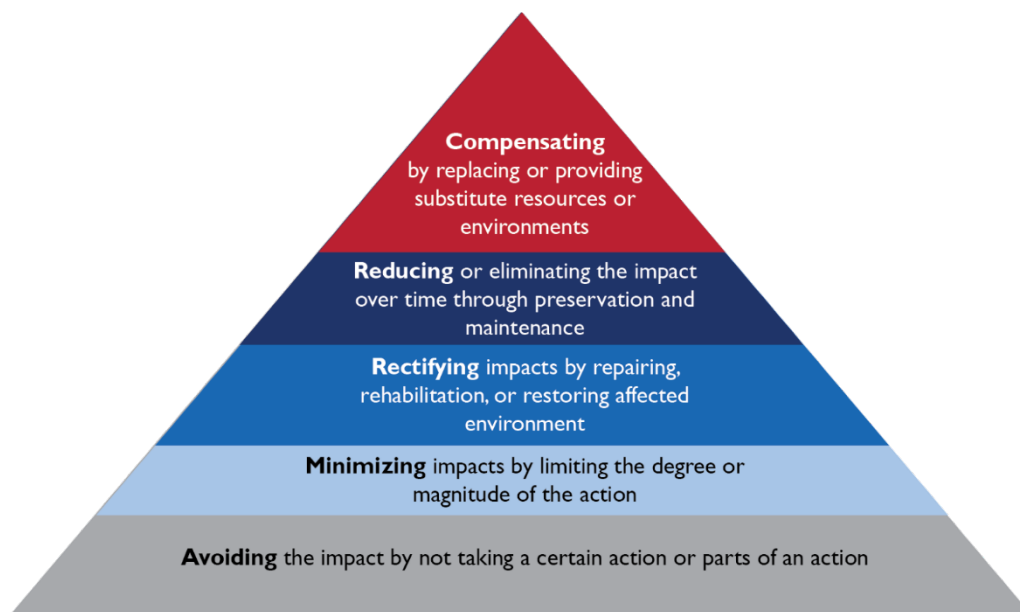 Compensating
by replacing or providing
substitute resources or
environments
Reducing or eliminating the impact
over time through preservation and
maintenance
Rectifying impacts by repairing,
rehabilitation, or restoring affected
environment
Minimizing impacts by limiting the degree or
magnitude of the action
Avoiding the impact by not taking a certain action or parts of an action